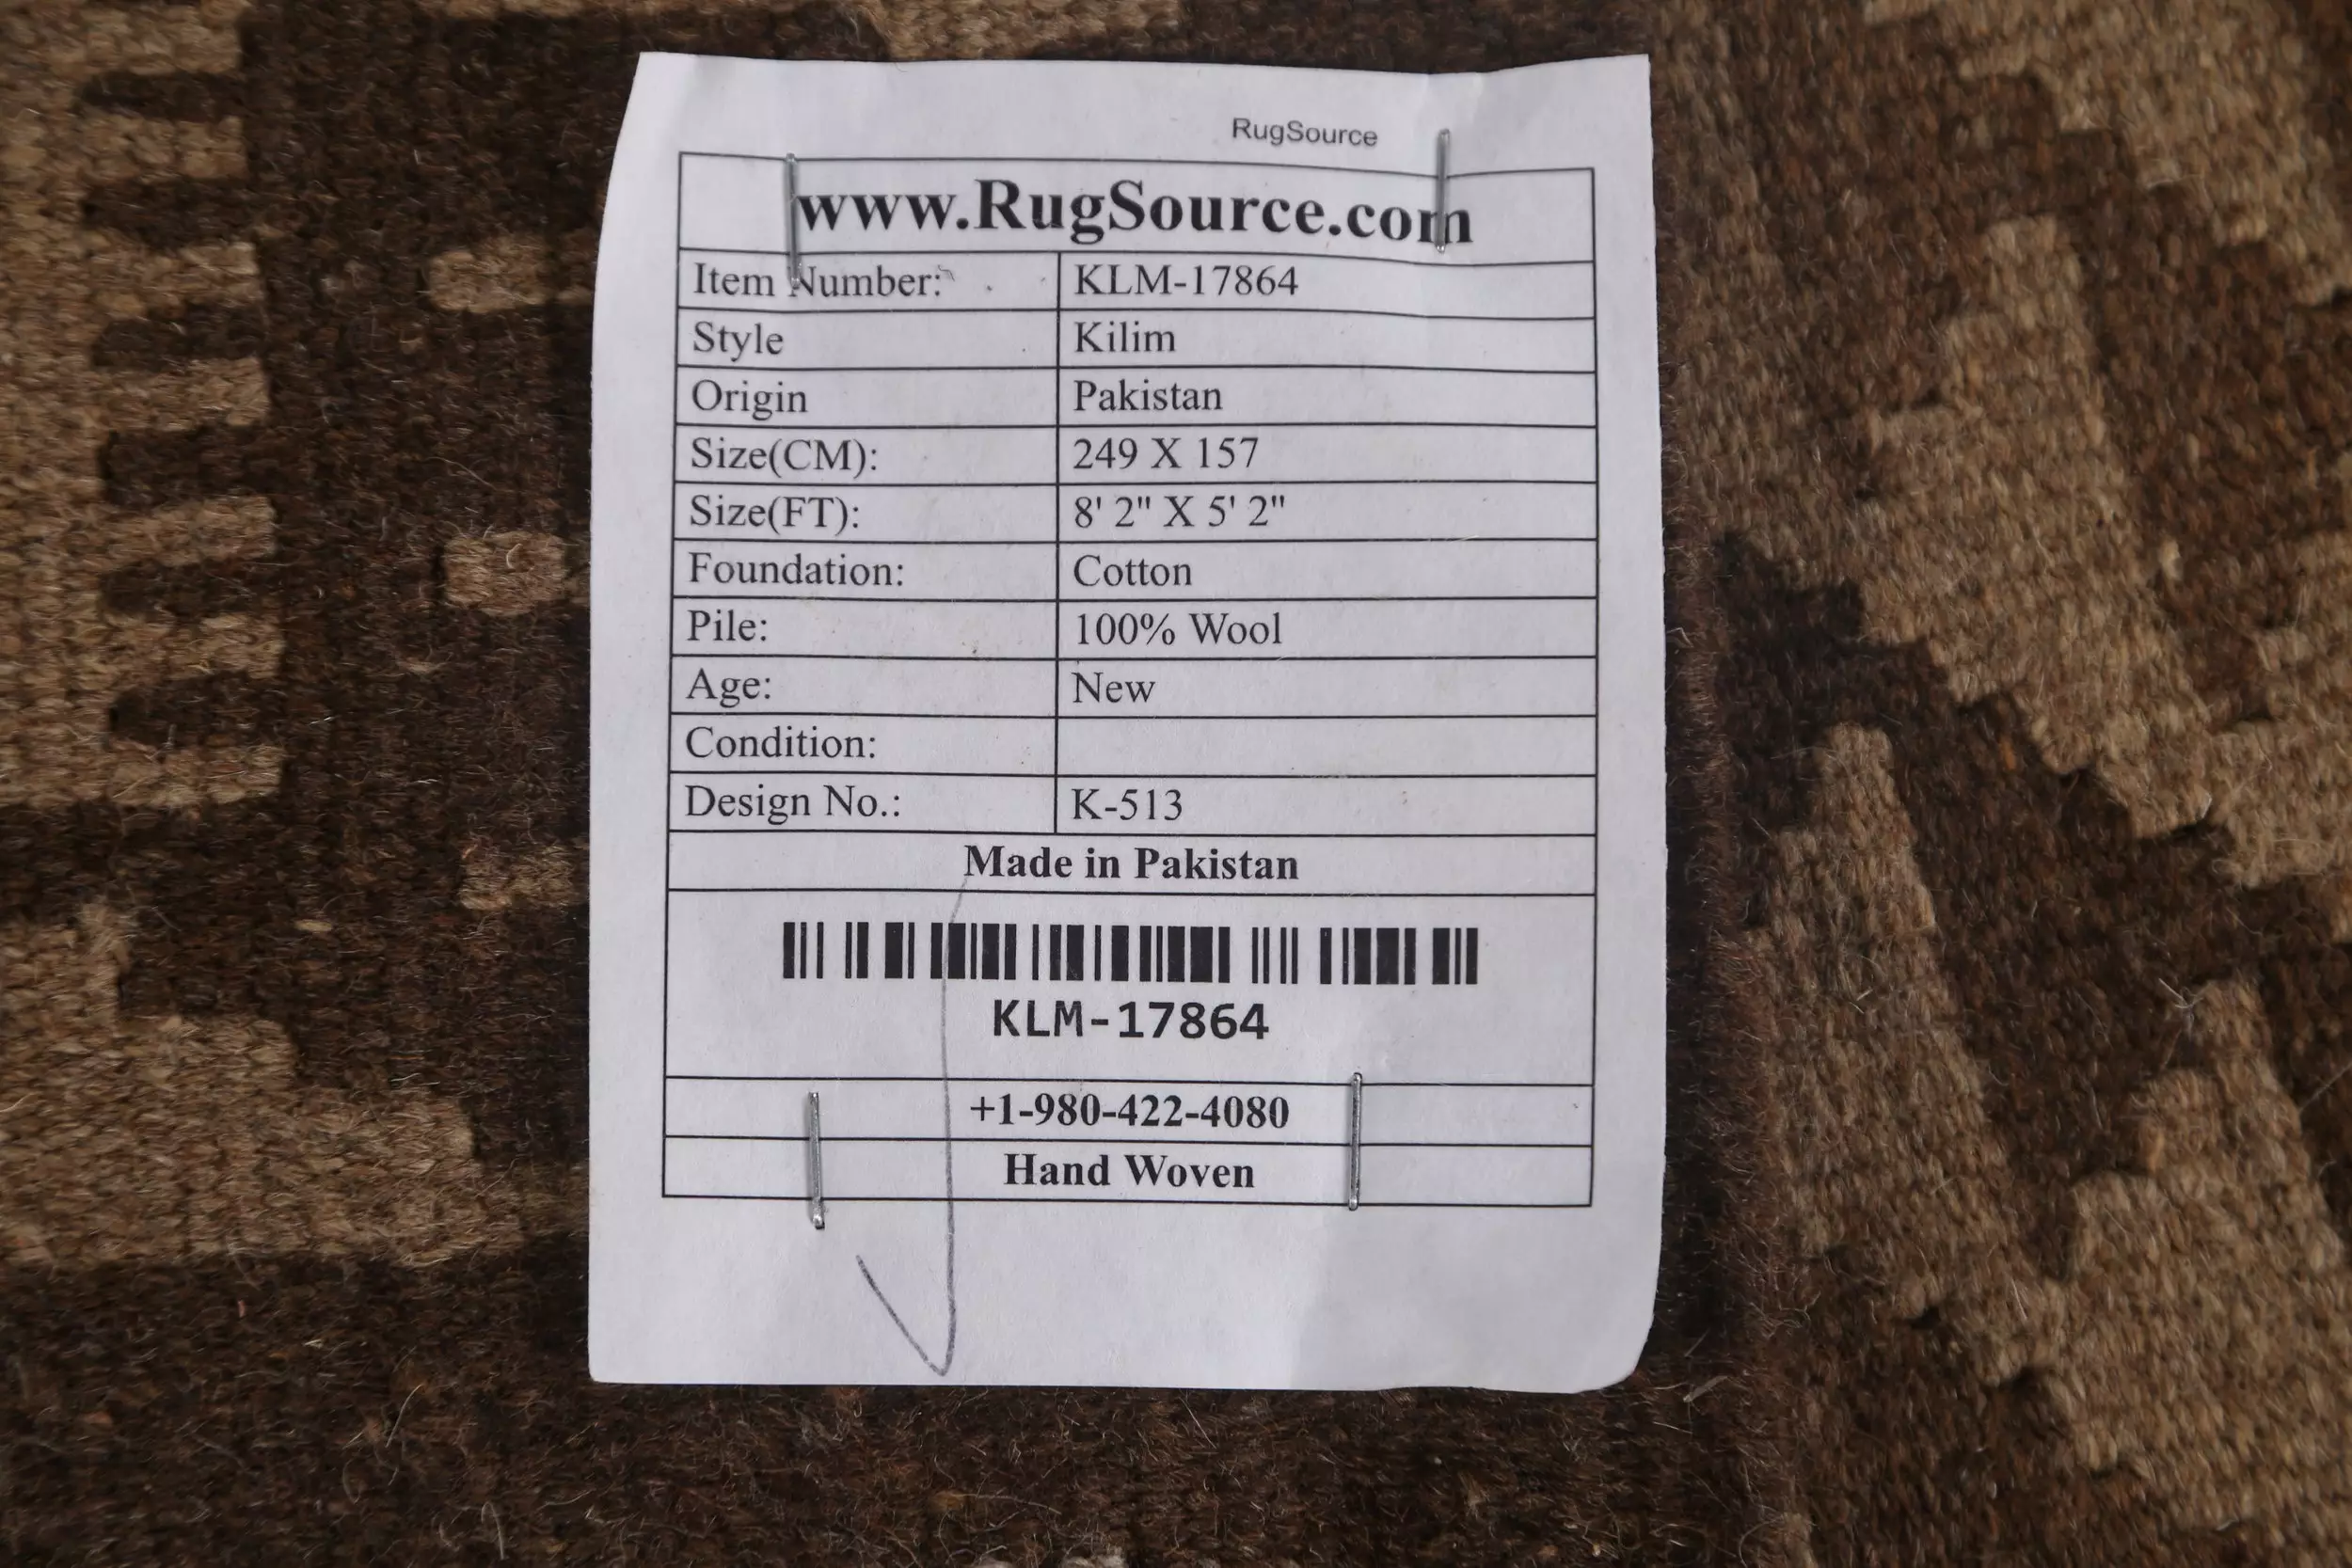 RugSource
www.RugSource.com
Item Number: KLM-17864
Style Kilim
Origin Pakistan
Size(CM): 249 X 157
Size(FT): 8' 2" X 5' 2"
Foundation: Cotton
Pile: 100% Wool
Age: New
Condition:
Design No.: K-513
Made in Pakistan
KLM-17864
+1-980-422-4080
Hand Woven